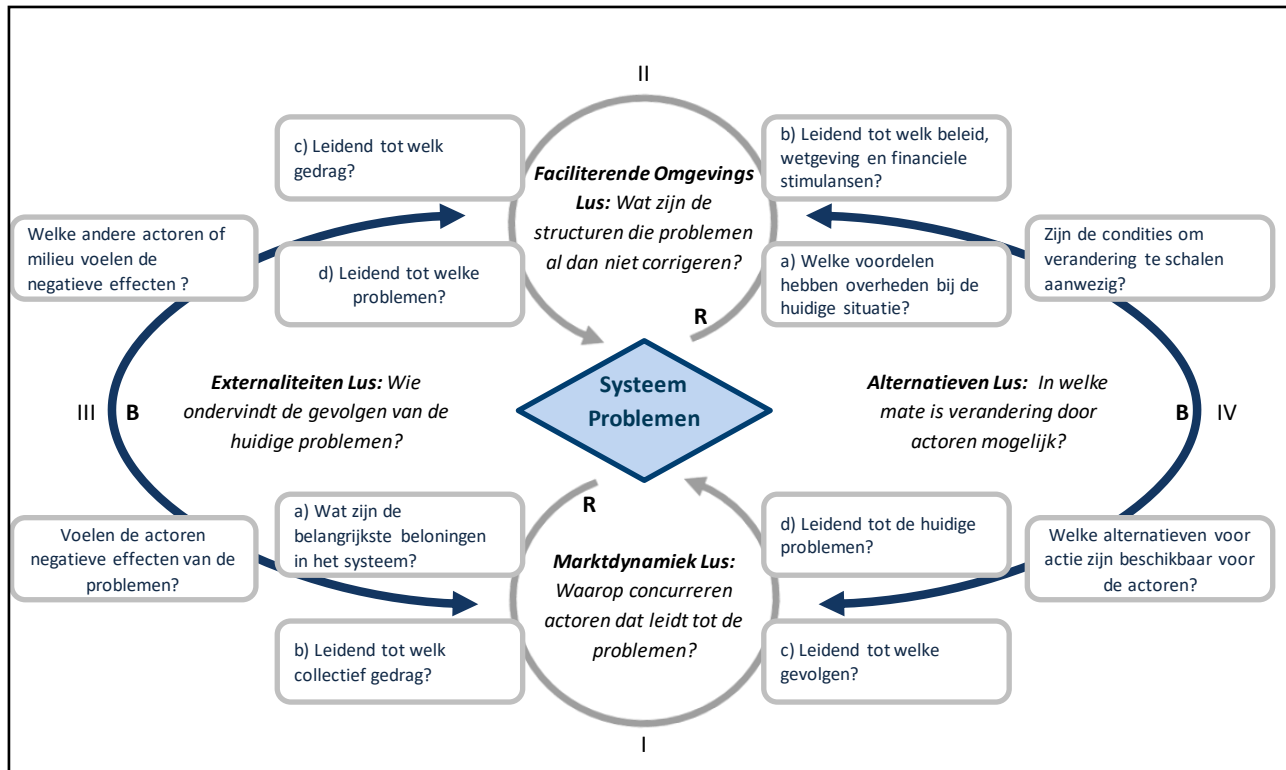 II
c) Leidend tot welk
gedrag?
b) Leidend tot welk beleid,
wetgeving en financiele
stimulansen?
Faciliterende Omgevings
Lus: Wat zijn de
structuren die problemen
al dan niet corrigeren?
Welke andere actoren of
milieu voelen de
negatieve effecten ?
d) Leidend tot welke
problemen?
a) Welke voordelen
hebben overheden bij de
huidige situatie?
Zijn de condities om
verandering te schalen
aanwezig?
R
Systeem
Problemen
III
B
Externaliteiten Lus: Wie
ondervindt de gevolgen van de
huidige problemen?
Alternatieven Lus: In welke
mate is verandering door
actoren mogelijk?
B
IV
R
Voelen de actoren
negatieve effecten van de
problemen?
a) Wat zijn de
belangrijkste beloningen
in het systeem?
d) Leidend tot de huidige
problemen?
Welke alternatieven voor
actie zijn beschikbaar voor
de actoren?
Marktdynamiek Lus:
Waarop concurreren
actoren dat leidt tot de
problemen?
b) Leidend tot welk
collectief gedrag?
c) Leidend tot welke
gevolgen?
I